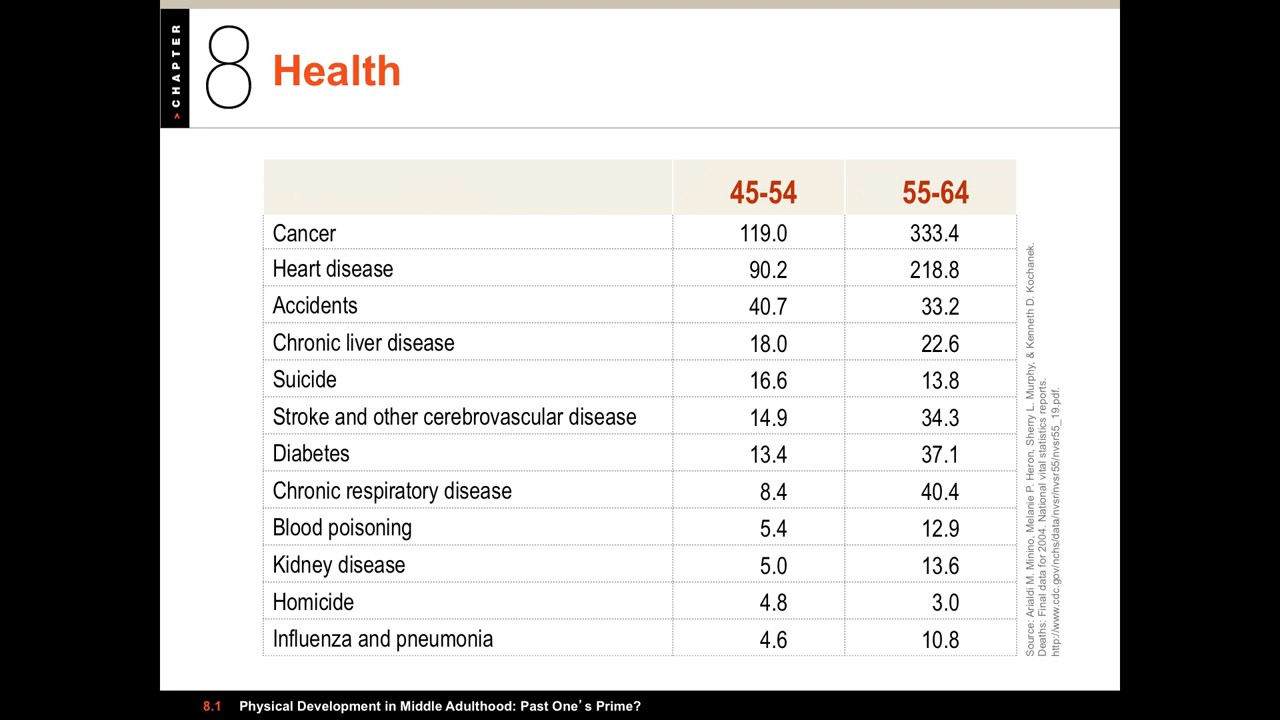 > CHAPTER
8 Health
45-54 55-64
Cancer 119.0 333.4
Heart disease 90.2 218.8
Accidents 40.7 33.2
Chronic liver disease 18.0 22.6
Suicide 16.6 13.8
Stroke and other cerebrovascular disease 14.9 34.3
Diabetes 13.4 37.1
Chronic respiratory disease 8.4 40.4
Blood poisoning 5.4 12.9
Kidney disease 5.0 13.6
Homicide 4.8 3.0
Influenza and pneumonia 4.6 10.8
Source: Arialdi M. Minino, Melanie P. Heron, Sherry L. Murphy, & Kenneth D. Kochanek.
Deaths: Final data for 2004. National vital statistics reports.
http://www.cdc.gov/nchs/data/nvsr/nvsr55/nvsr55_19.pdf.
8.1 Physical Development in Middle Adulthood: Past One’s Prime?